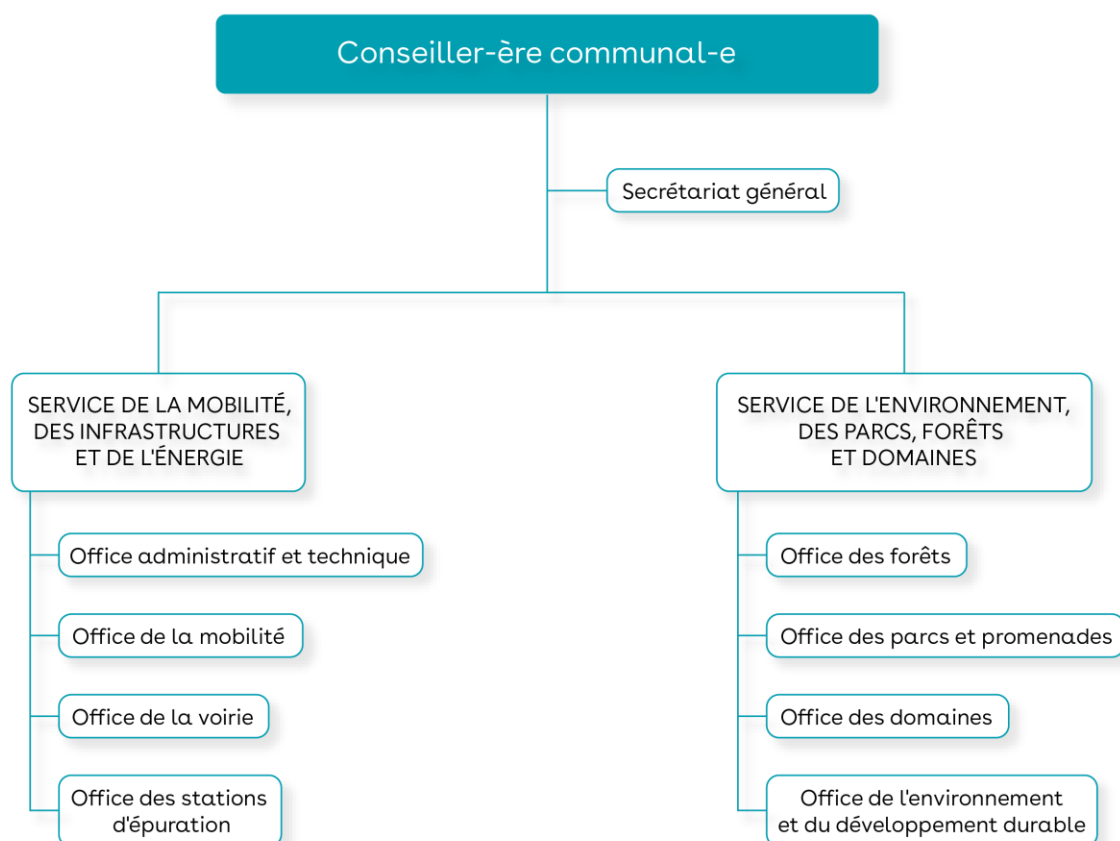 Conseiller-ère communal-e
Secrétariat général
SERVICE DE LA MOBILITÉ,
DES INFRASTRUCTURES
ET DE L'ÉNERGIE
Office administratif et technique
Office de la mobilité
Office de la voirie
Office des stations
d'épuration
SERVICE DE L'ENVIRONNEMENT,
DES PARCS, FORÊTS
ET DOMAINES
Office des forêts
Office des parcs et promenades
Office des domaines
Office de l'environnement
et du développement durable